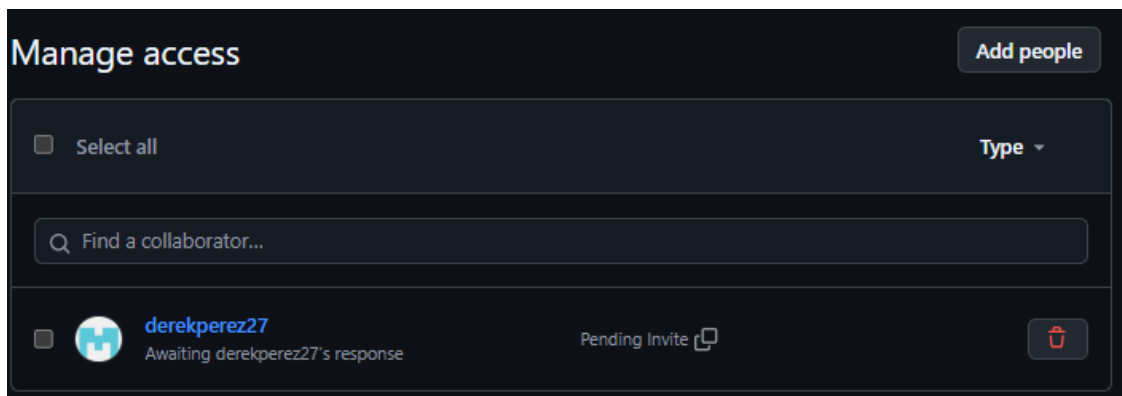 Manage access
Add people
Select all
Type
Find a collaborator...
derekperez27
Awaiting derekperez27's response
Pending Invite